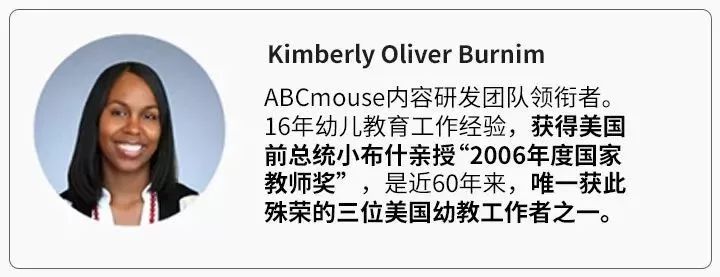 Kimberly Oliver Burnim
ABCmouse内容研发团队领衔者。
16年幼儿教育工作经验，获得美国
前总统小布什亲授“2006年度国家
教师奖”，是近60年来，唯一获此
殊荣的三位美国幼教工作者之一。